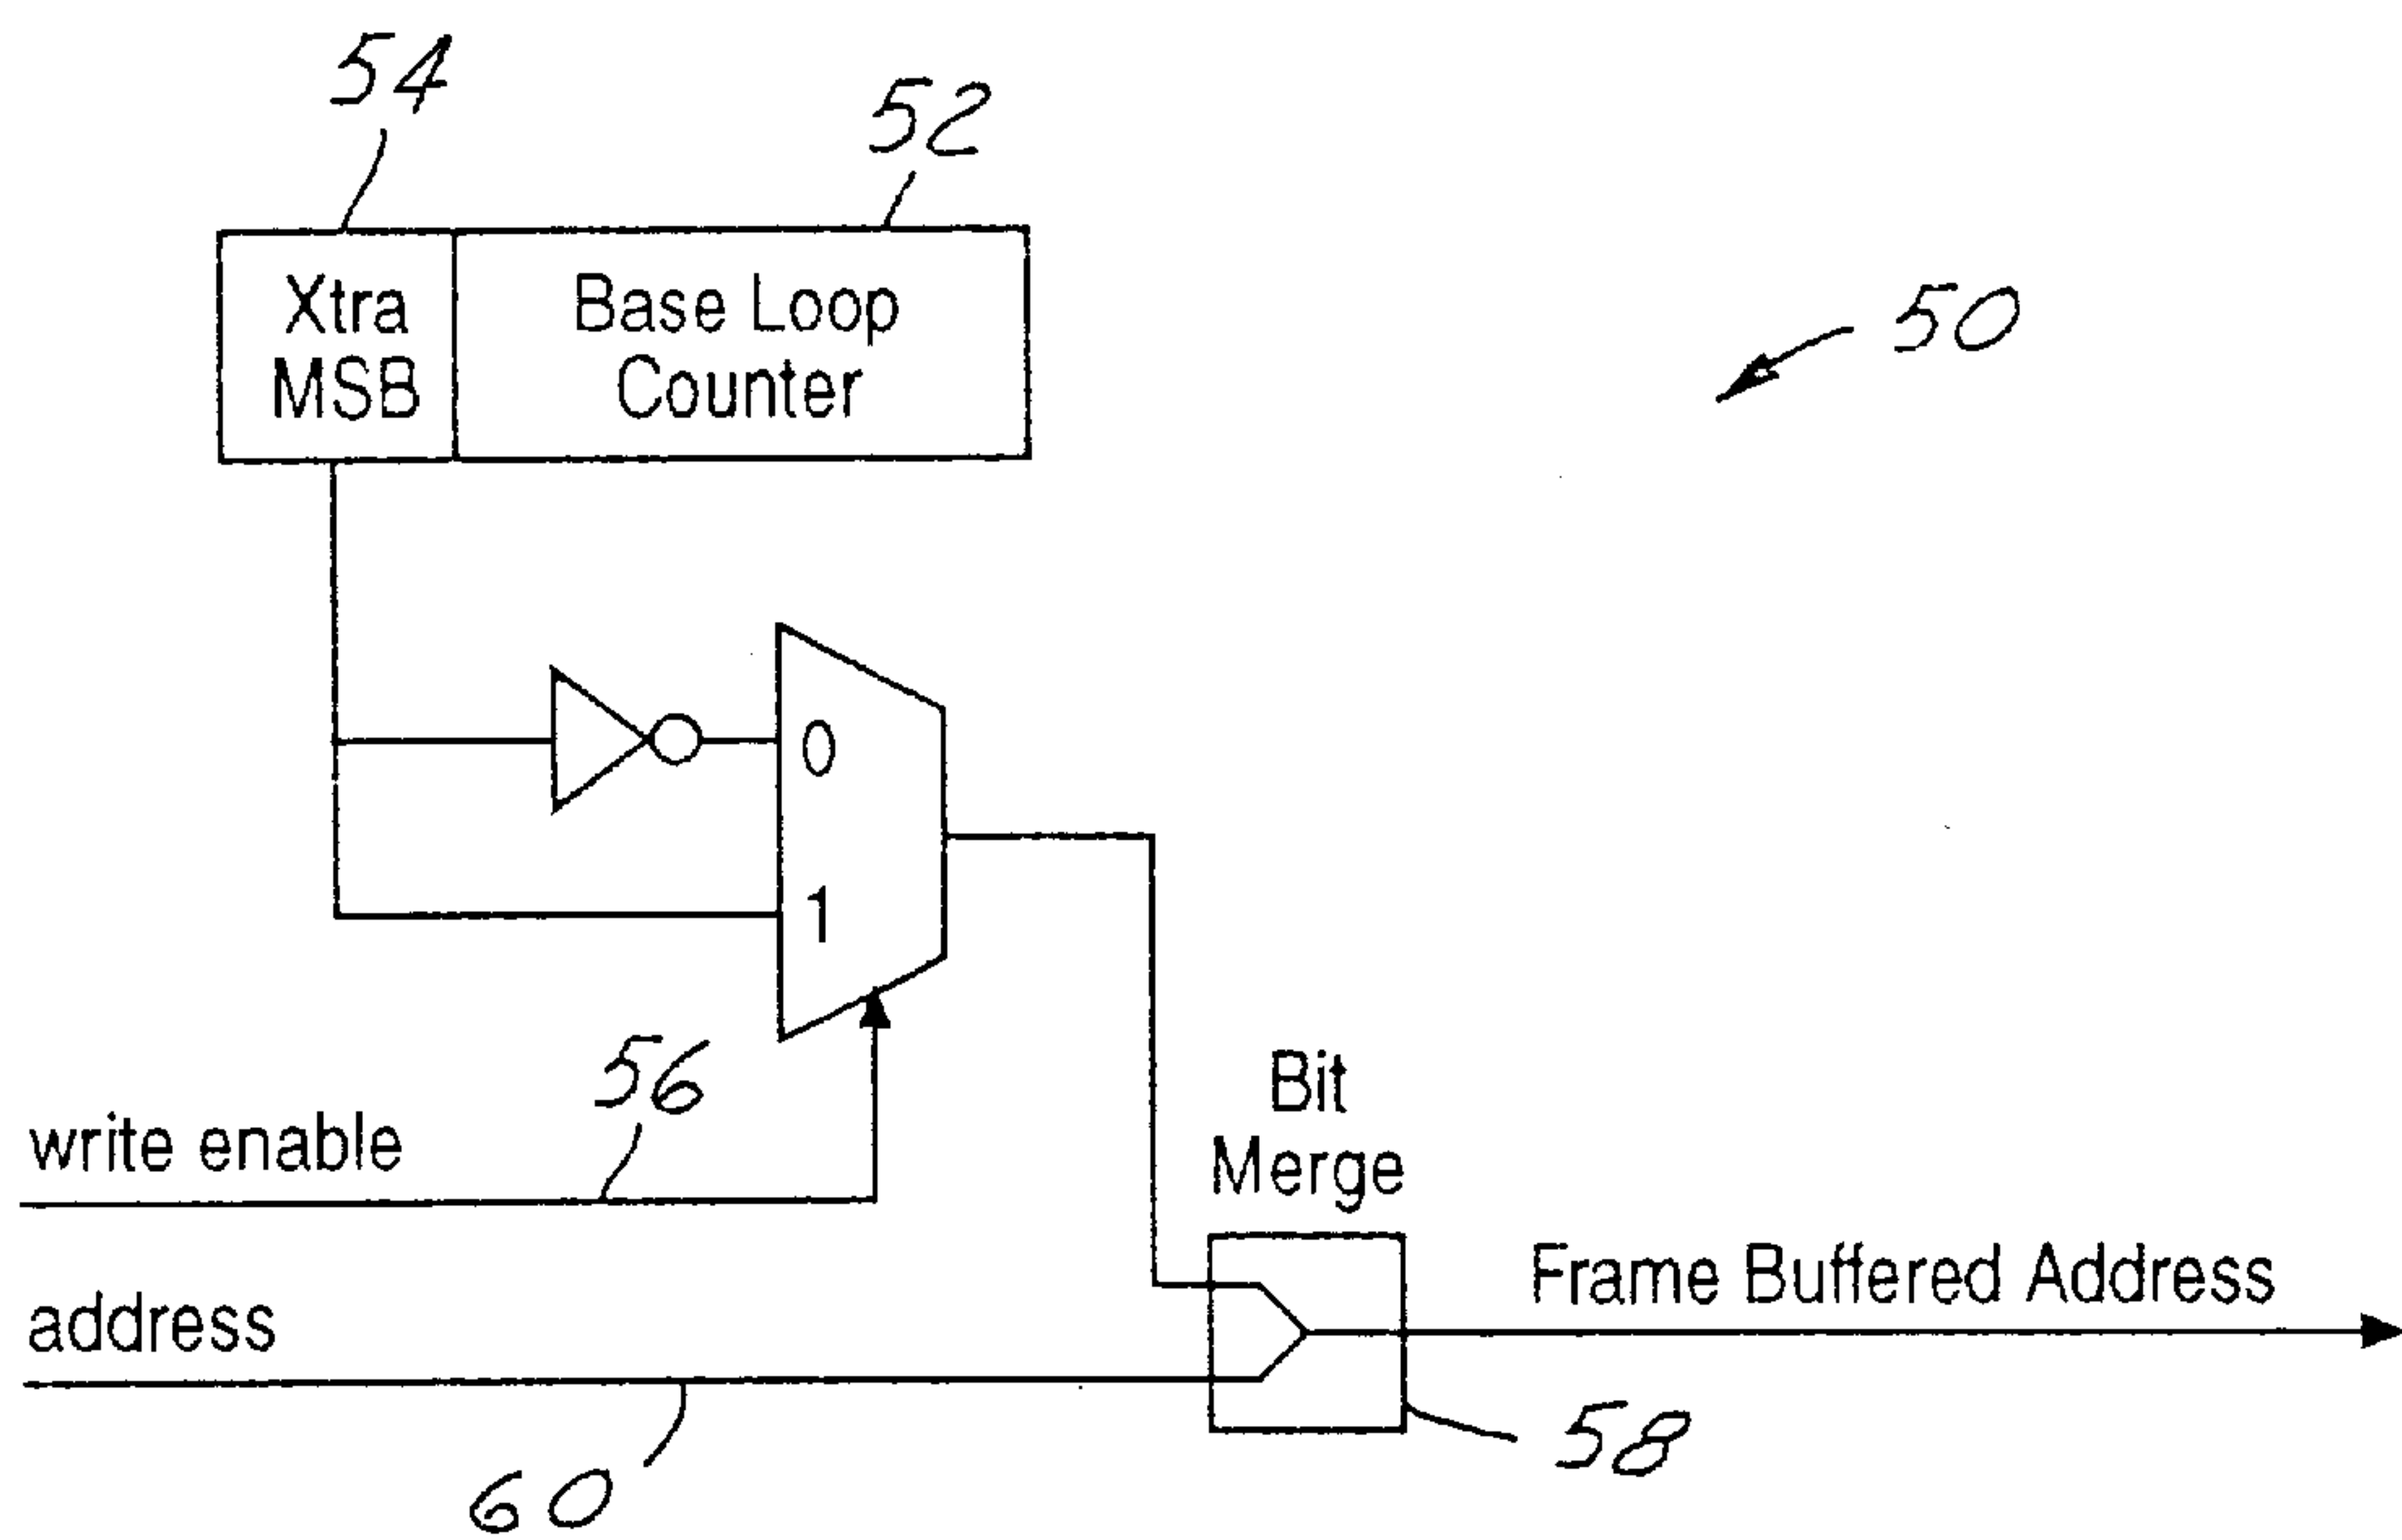 54
52
Xtra
MSB
Base Loop
Counter
50
0
1
56
write enable
Bit
Merge
address
Frame Buffered Address
58
60